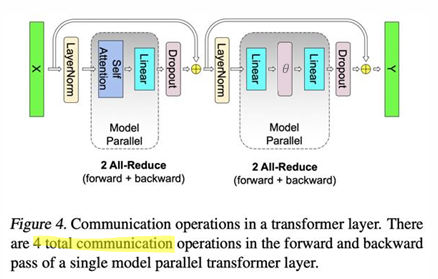 X
LayerNorm
Self
Attention
Linear
Dropout
LayerNorm
Linear
θ
Linear
Dropout
Y
Model
Parallel
Model
Parallel
2 All-Reduce
(forward + backward)
2 All-Reduce
(forward + backward)
Figure 4. Communication operations in a transformer layer. There
are 4 total communication operations in the forward and backward
pass of a single model parallel transformer layer.